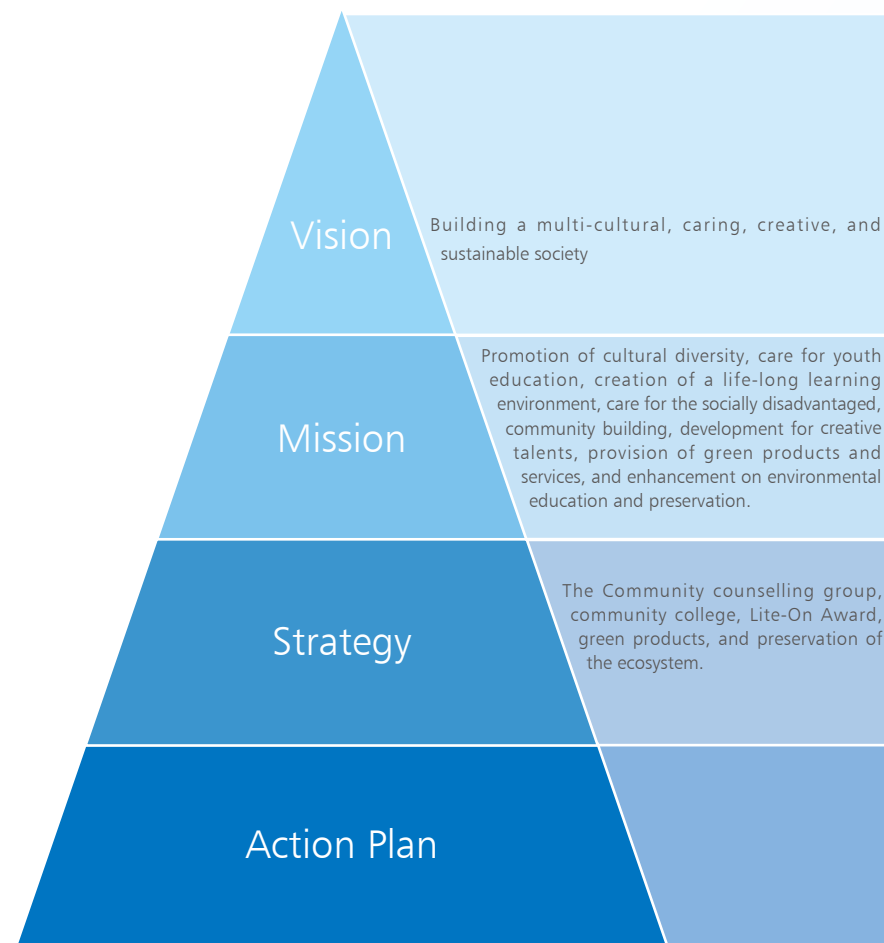 Vision
Building a multi-cultural, caring, creative, and
sustainable society
Mission
Promotion of cultural diversity, care for youth
education, creation of a life-long learning
environment, care for the socially disadvantaged,
community building, development for creative
talents, provision of green products and
services, and enhancement on environmental
education and preservation.
Strategy
The Community counselling group,
community college, Lite-On Award,
green products, and preservation of
the ecosystem.
Action Plan